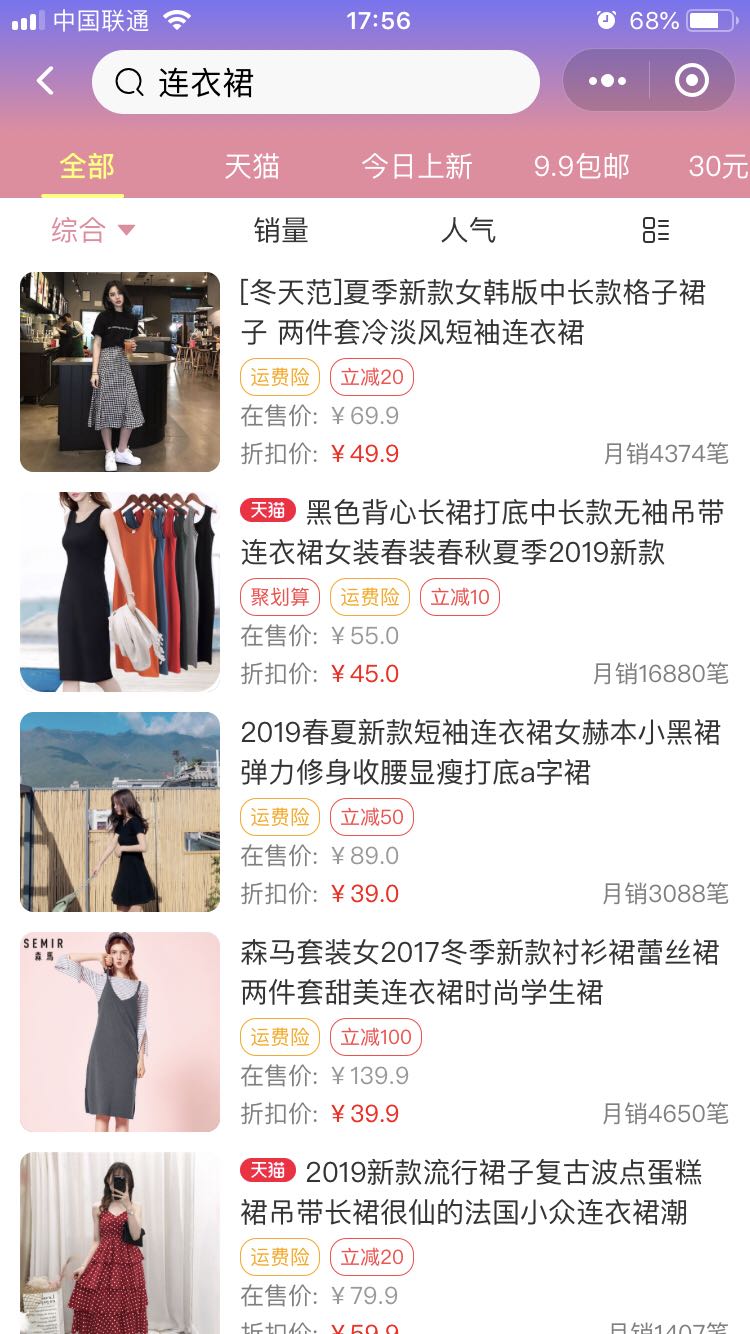 中国联通
17:56
68%
连衣裙
全部
天猫
今日上新
9.9包邮
30元
综合
销量
人气
[冬天范]夏季新款女韩版中长款格子裙
子 两件套冷淡风短袖连衣裙
运费险
立减20
在售价: ¥69.9
折扣价: ¥49.9
月销4374笔
天猫 黑色背心长裙打底中长款无袖吊带
连衣裙女装春装春秋夏季2019新款
聚划算
运费险
立减10
在售价: ¥55.0
折扣价: ¥45.0
月销16880笔
2019春夏新款短袖连衣裙女赫本小黑裙
弹力修身收腰显瘦打底a字裙
运费险
立减50
在售价: ¥89.0
折扣价: ¥39.0
月销3088笔
SEMIR
森馬
森马套装女2017冬季新款衬衫裙蕾丝裙
两件套甜美连衣裙时尚学生裙
运费险
立减100
在售价: ¥139.9
折扣价: ¥39.9
月销4650笔
天猫 2019新款流行裙子复古波点蛋糕
裙吊带长裙很仙的法国小众连衣裙潮
运费险
立减20
在售价: ¥79.9
折扣价: ¥59.9
月销1407笔